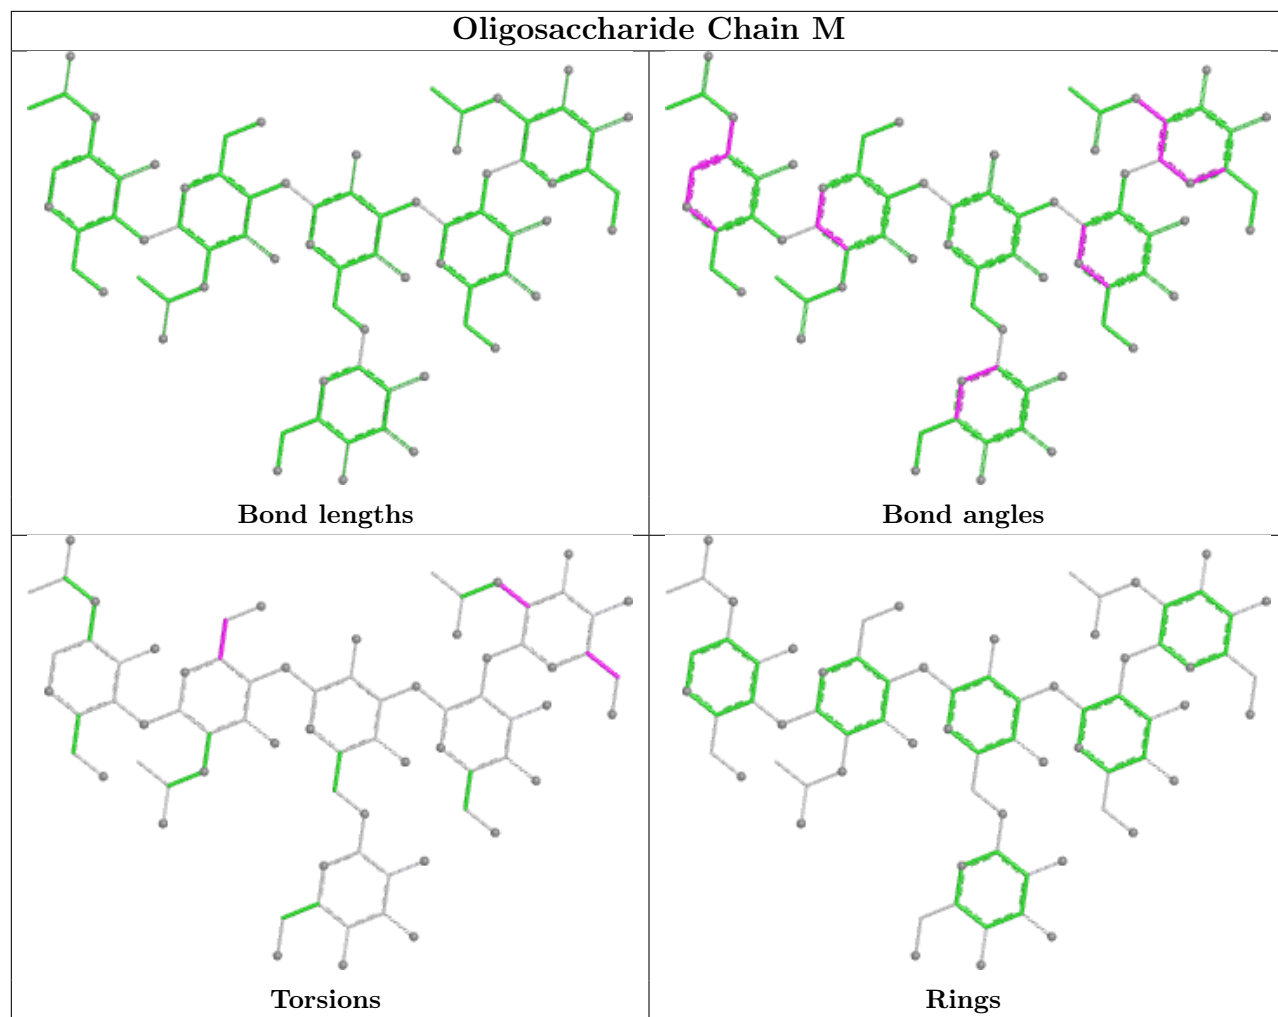 Oligosaccharide Chain M
Bond lengths
Bond angles
Torsions
Rings